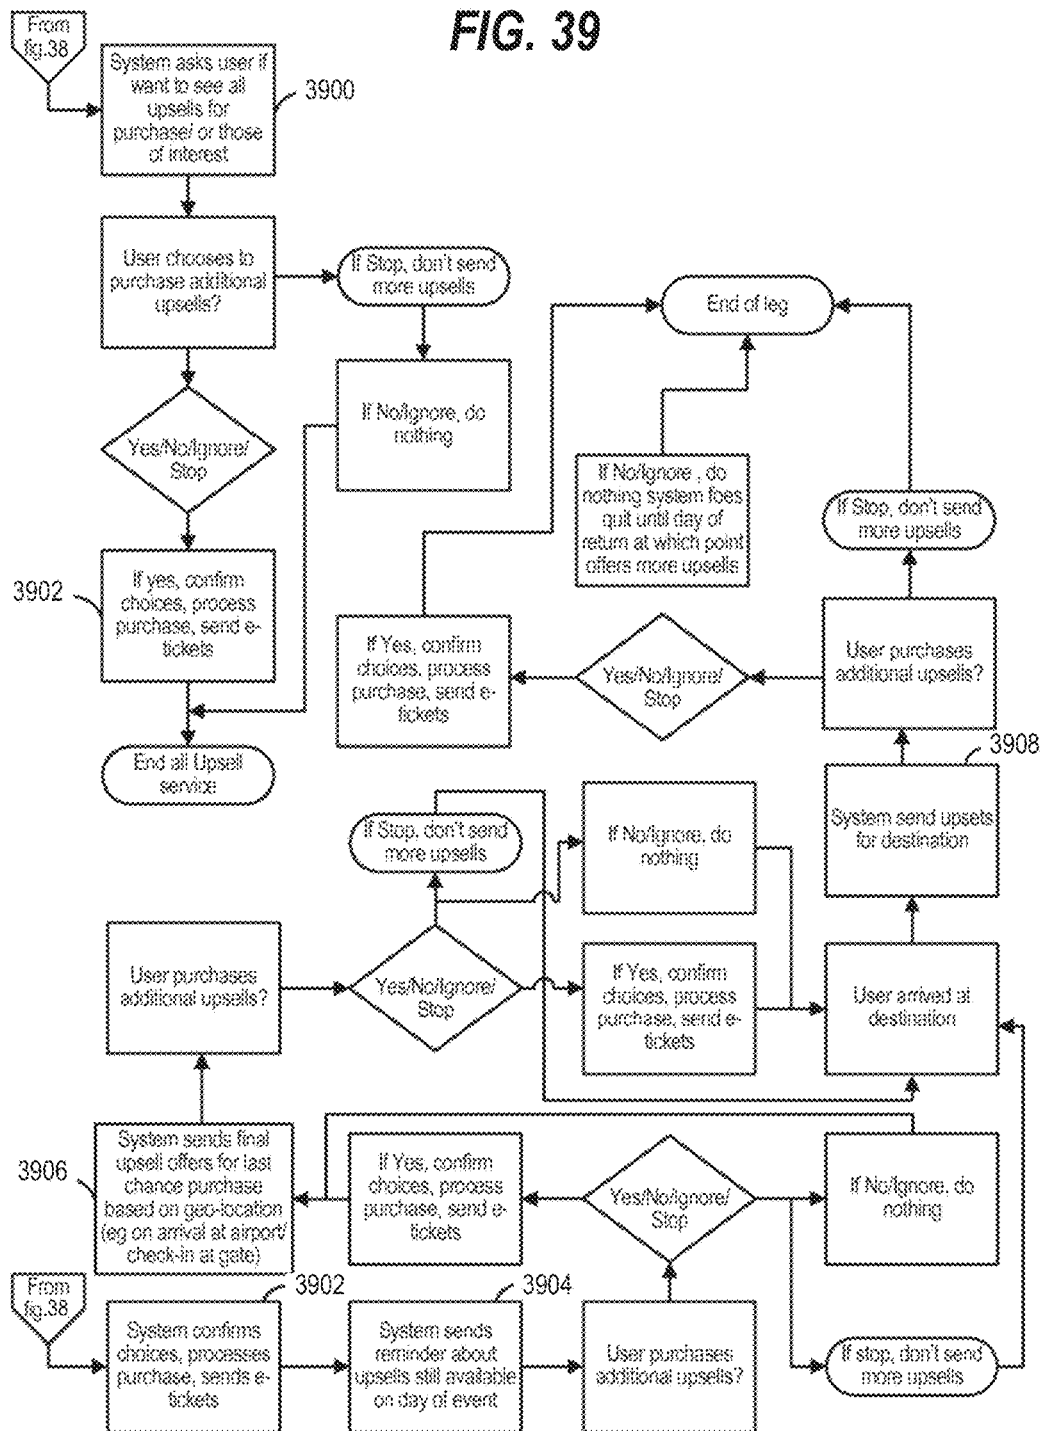 FIG. 39
From
fig.38
System asks user if
want to see all
upsells for
purchase/ or those
of interest
3900
User chooses to
purchase additional
upsells?
If Stop, don't send
more upsells
End of leg
Yes/No/Ignore/
Stop
If No/Ignore, do
nothing
If No/Ignore , do
nothing system foes
quit until day of
return at which point
offers more upsells
If Stop, don't send
more upsells
3902
If yes, confirm
choices, process
purchase, send e-
tickets
If Yes, confirm
choices, process
purchase, send e-
tickets
Yes/No/Ignore/
Stop
User purchases
additional upsells?
End all Upsell
service
3908
If Stop, don't send
more upsells
If No/Ignore, do
nothing
System send upsets
for destination
User purchases
additional upsells?
Yes/No/Ignore/
Stop
If Yes, confirm
choices, process
purchase, send e-
tickets
User arrived at
destination
3906
System sends final
upsell offers for last
chance purchase
based on geo-location
(eg on arrival at airport/
check-in at gate)
If Yes, confirm
choices, process
purchase, send e-
tickets
Yes/No/Ignore/
Stop
If No/Ignore, do
nothing
From
fig.38
3902
System confirms
choices, processes
purchase, sends e-
tickets
3904
System sends
reminder about
upsells still available
on day of event
User purchases
additional upsells?
If stop, don't send
more upsells